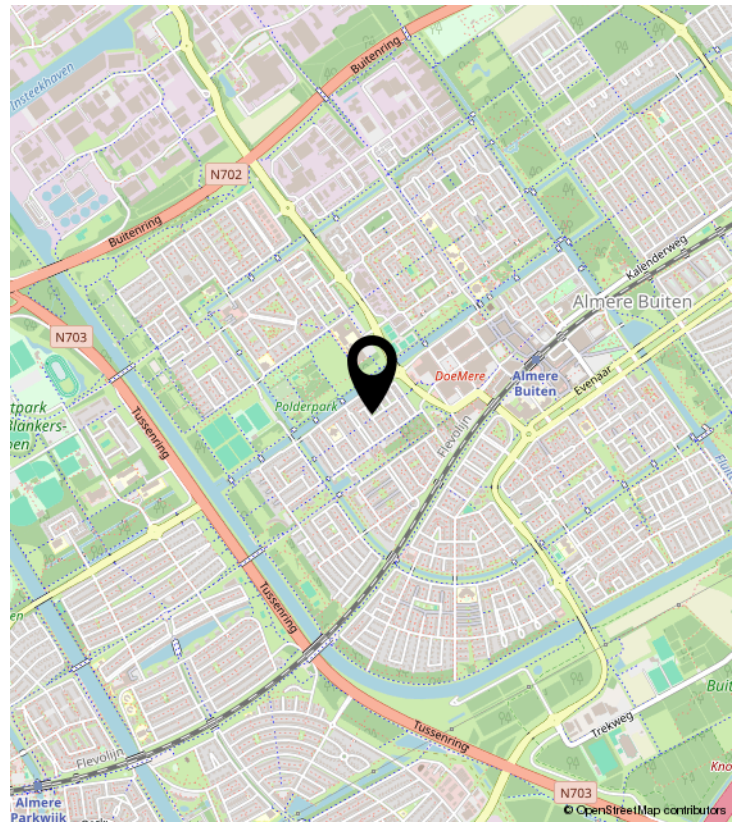 Insteekhaven
Buitenring
N702
Buitenring
Kalenderweg
Almere Buiten
N703
DoeMere
Almere
Buiten
Evenaar
Polderpark
Tussenring
Flevolijn
Tussenring
Trekweg
Tussenring
Flevolijn
N703
Almere
Parkwijk
© OpenStreetMap contributors